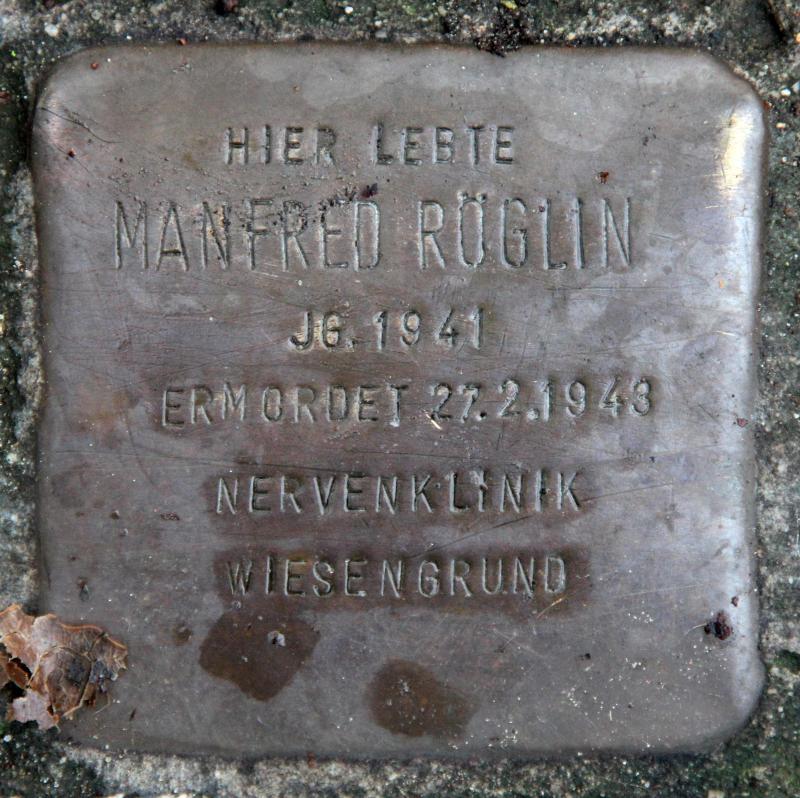 HIER LEBTE
MANFRED RÖGLIN
JG. 1941
ERMORDET 27.2.1943
NERVENKLINIK
WIESENGRUND